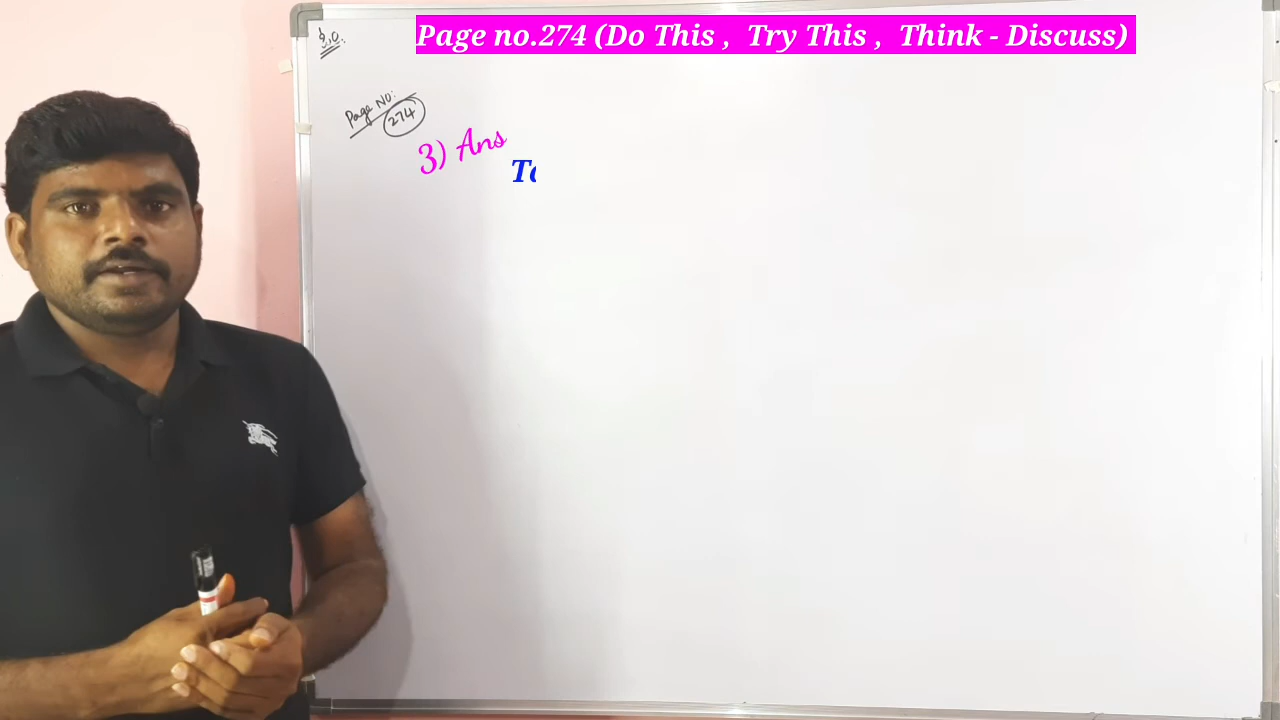 Page no.274 (Do This , Try This , Think - Discuss)
Page No:
274
3) Ans